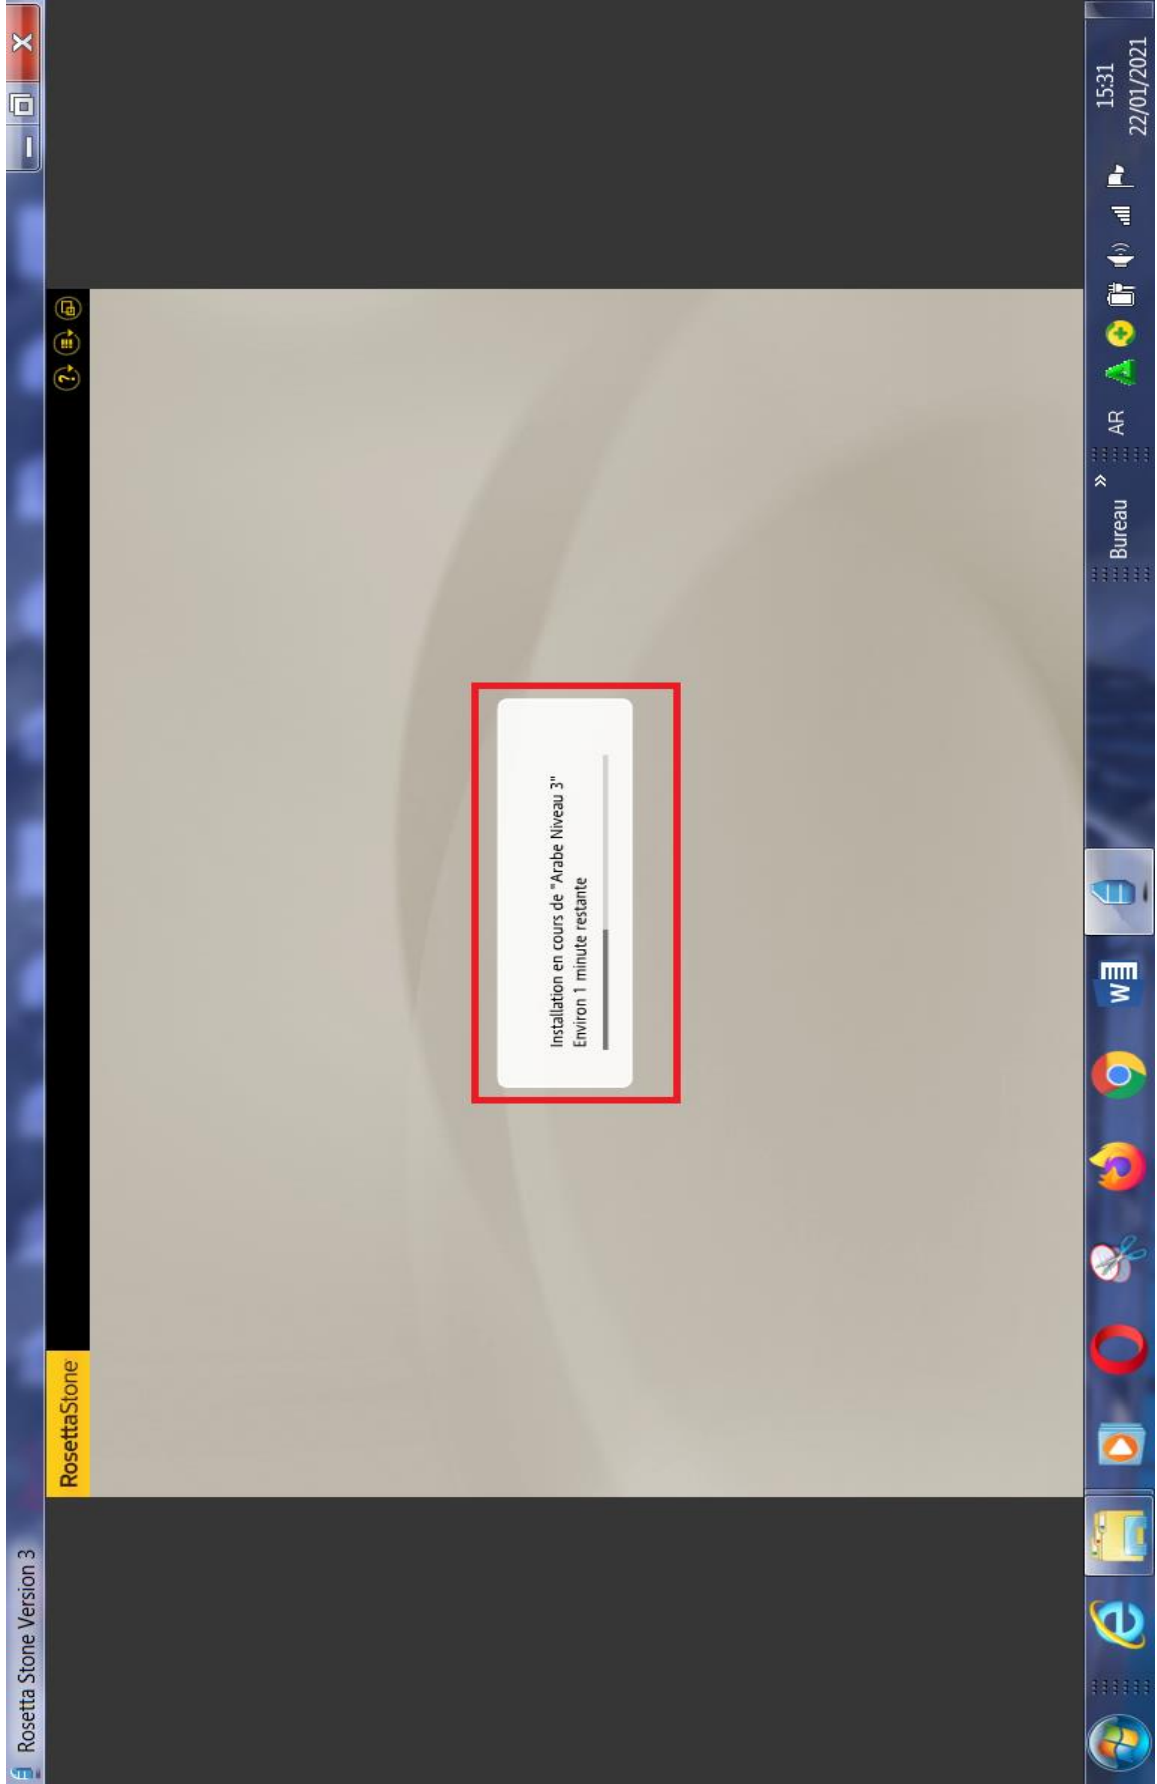 Rosetta Stone Version 3
RosettaStone
Installation en cours de "Arabe Niveau 3"
Environ 1 minute restante
Bureau
»
AR
15:31
22/01/2021